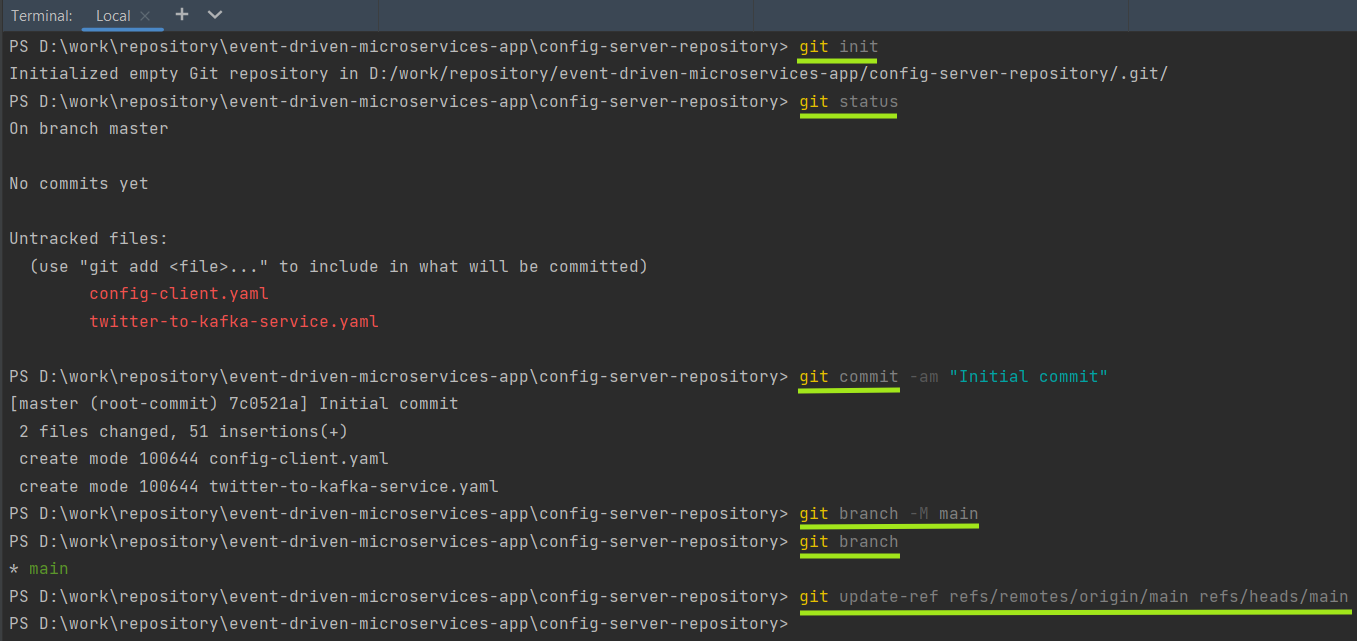 Terminal: Local × + ⌄
PS D:\work\repository\event-driven-microservices-app\config-server-repository> git init
Initialized empty Git repository in D:/work/repository/event-driven-microservices-app/config-server-repository/.git/
PS D:\work\repository\event-driven-microservices-app\config-server-repository> git status
On branch master
No commits yet
Untracked files:
(use "git add <file>..." to include in what will be committed)
config-client.yaml
twitter-to-kafka-service.yaml
PS D:\work\repository\event-driven-microservices-app\config-server-repository> git commit -am "Initial commit"
[master (root-commit) 7c0521a] Initial commit
2 files changed, 51 insertions(+)
create mode 100644 config-client.yaml
create mode 100644 twitter-to-kafka-service.yaml
PS D:\work\repository\event-driven-microservices-app\config-server-repository> git branch -M main
PS D:\work\repository\event-driven-microservices-app\config-server-repository> git branch
* main
PS D:\work\repository\event-driven-microservices-app\config-server-repository> git update-ref refs/remotes/origin/main refs/heads/main
PS D:\work\repository\event-driven-microservices-app\config-server-repository>